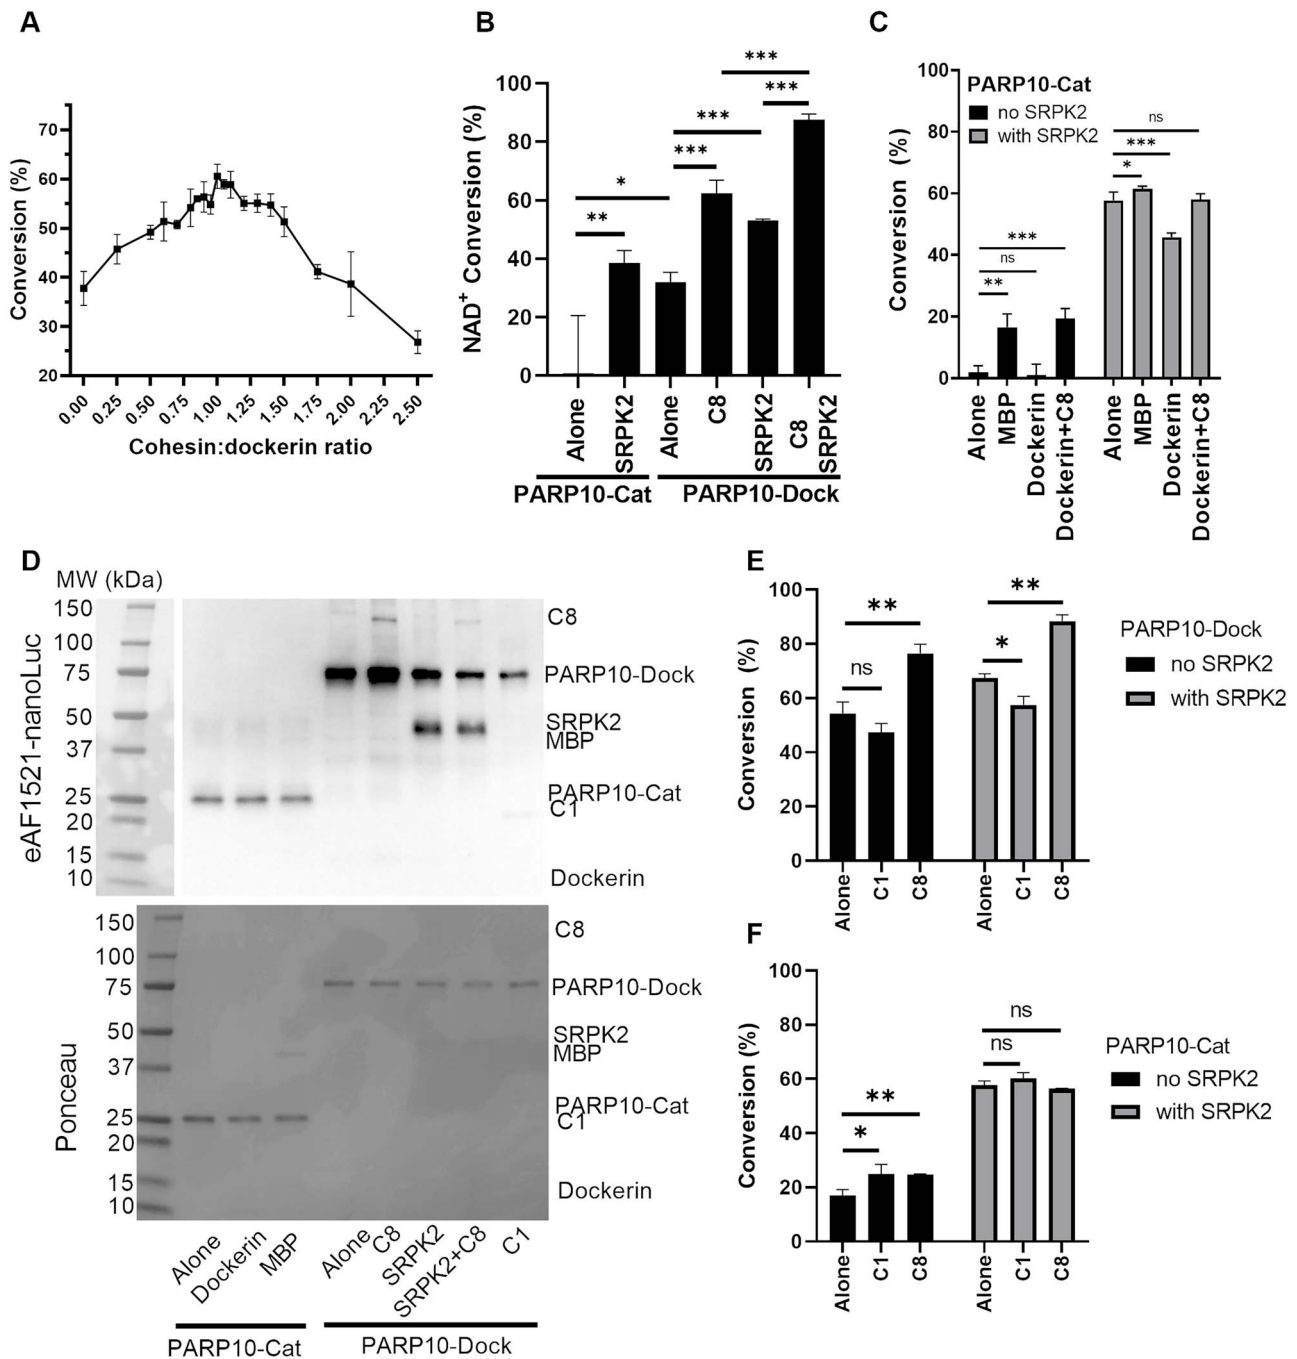 A
Conversion (%)
70
60
50
40
30
20
0.00
0.25
0.50
0.75
1.00
1.25
1.50
1.75
2.00
2.25
2.50
Cohesin:dockerin ratio
B
NAD+ Conversion (%)
100
80
60
40
20
0
*
**
***
***
***
***
Alone
SRPK2
Alone
C8
SRPK2
C8
SRPK2
PARP10-Cat
PARP10-Dock
C
Conversion (%)
100
80
60
40
20
0
PARP10-Cat
no SRPK2
with SRPK2
***
ns
**
ns
***
*
Alone
MBP
Dockerin
Dockerin+C8
Alone
MBP
Dockerin
Dockerin+C8
D
MW (kDa)
eAF1521-nanoLuc
150
100
75
50
37
25
20
15
10
C8
PARP10-Dock
SRPK2
MBP
PARP10-Cat
C1
Dockerin
Ponceau
150
100
75
50
37
25
20
15
10
C8
PARP10-Dock
SRPK2
MBP
PARP10-Cat
C1
Dockerin
Alone
Dockerin
MBP
Alone
C8
SRPK2
SRPK2+C8
C1
PARP10-Cat
PARP10-Dock
E
Conversion (%)
100
80
60
40
20
0
**
ns
**
*
Alone
C1
C8
Alone
C1
C8
PARP10-Dock
no SRPK2
with SRPK2
F
Conversion (%)
100
80
60
40
20
0
**
*
ns
ns
Alone
C1
C8
Alone
C1
C8
PARP10-Cat
no SRPK2
with SRPK2